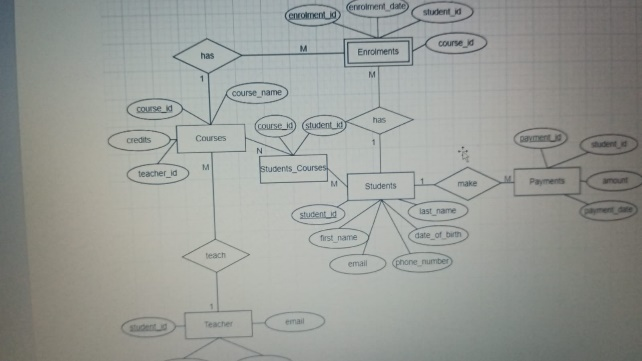 enrolment_date
enrolment_id
student_id
has
M
Enrolments
course_id
1
M
course_name
course_id
course_id
student_id
has
credits
Courses
N
1
payment_id
student_id
teacher_id
M
Students_Courses
M
Students
1
make
M
Payments
amount
student_id
last_name
payment_date
first_name
date_of_birth
teach
email
phone_number
1
student_id
Teacher
email